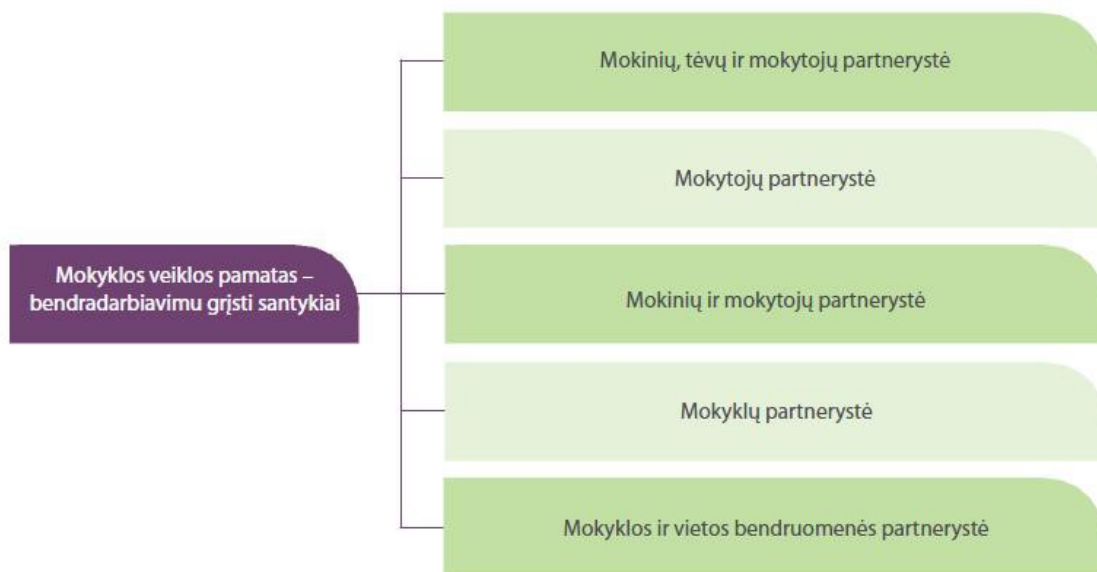 Mokinių, tėvų ir mokytojų partnerystė
Mokytojų partnerystė
Mokyklos veiklos pamatas –
bendradarbiavimu grįsti santykiai
Mokinių ir mokytojų partnerystė
Mokyklų partnerystė
Mokyklos ir vietos bendruomenės partnerystė